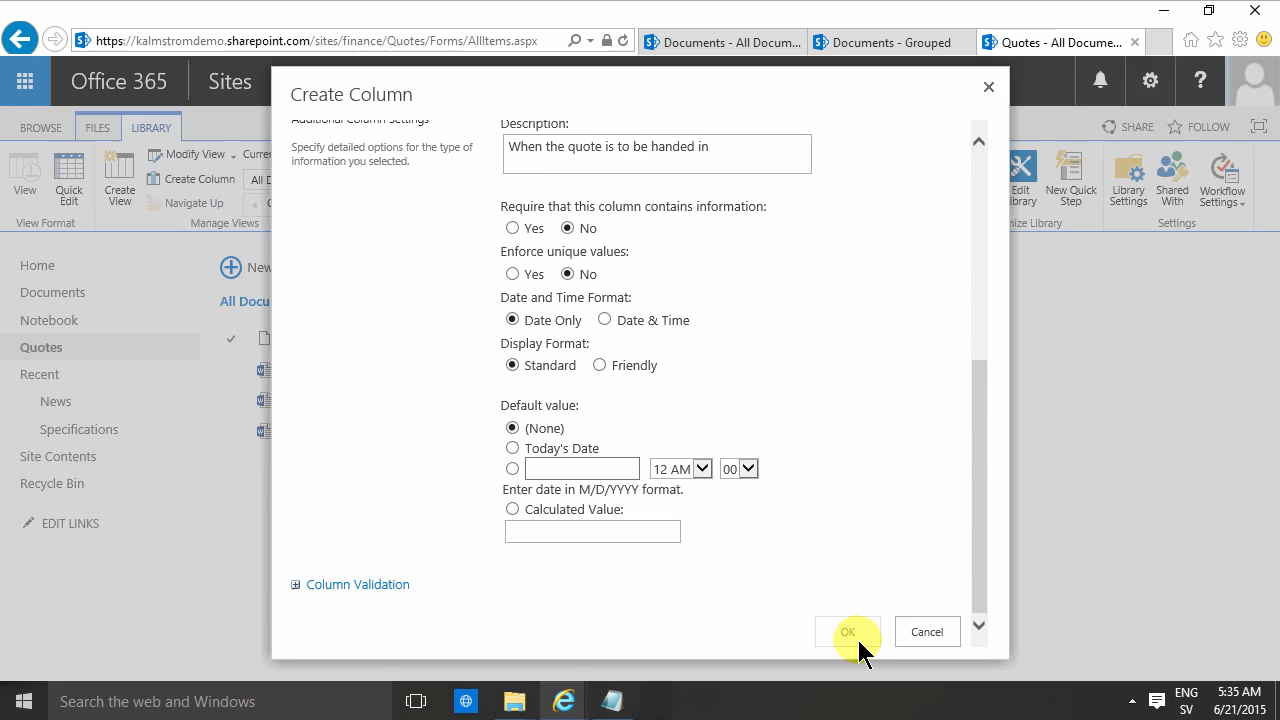 https://kalmstromdemo.sharepoint.com/sites/finance/Quotes/Forms/AllItems.aspx
Documents - All Docum...
Documents - Grouped
Quotes - All Docume...
Office 365
Sites
BROWSE
FILES
LIBRARY
SHARE
FOLLOW
View
Quick Edit
Create View
Modify View
Create Column
Navigate Up
View Format
Manage Views
Edit Library
New Quick Step
Library Settings
Shared With
Workflow Settings
Settings
Home
Documents
Notebook
Quotes
Recent
News
Specifications
Site Contents
Recycle Bin
EDIT LINKS
Create Column
Additional Column Settings
Specify detailed options for the type of
information you selected.
Description:
When the quote is to be handed in
Require that this column contains information:
Yes No
Enforce unique values:
Yes No
Date and Time Format:
Date Only Date & Time
Display Format:
Standard Friendly
Default value:
(None)
Today's Date
12 AM 00
Enter date in M/D/YYYY format.
Calculated Value:
Column Validation
OK
Cancel
Search the web and Windows
ENG
SV
5:35 AM
6/21/2015